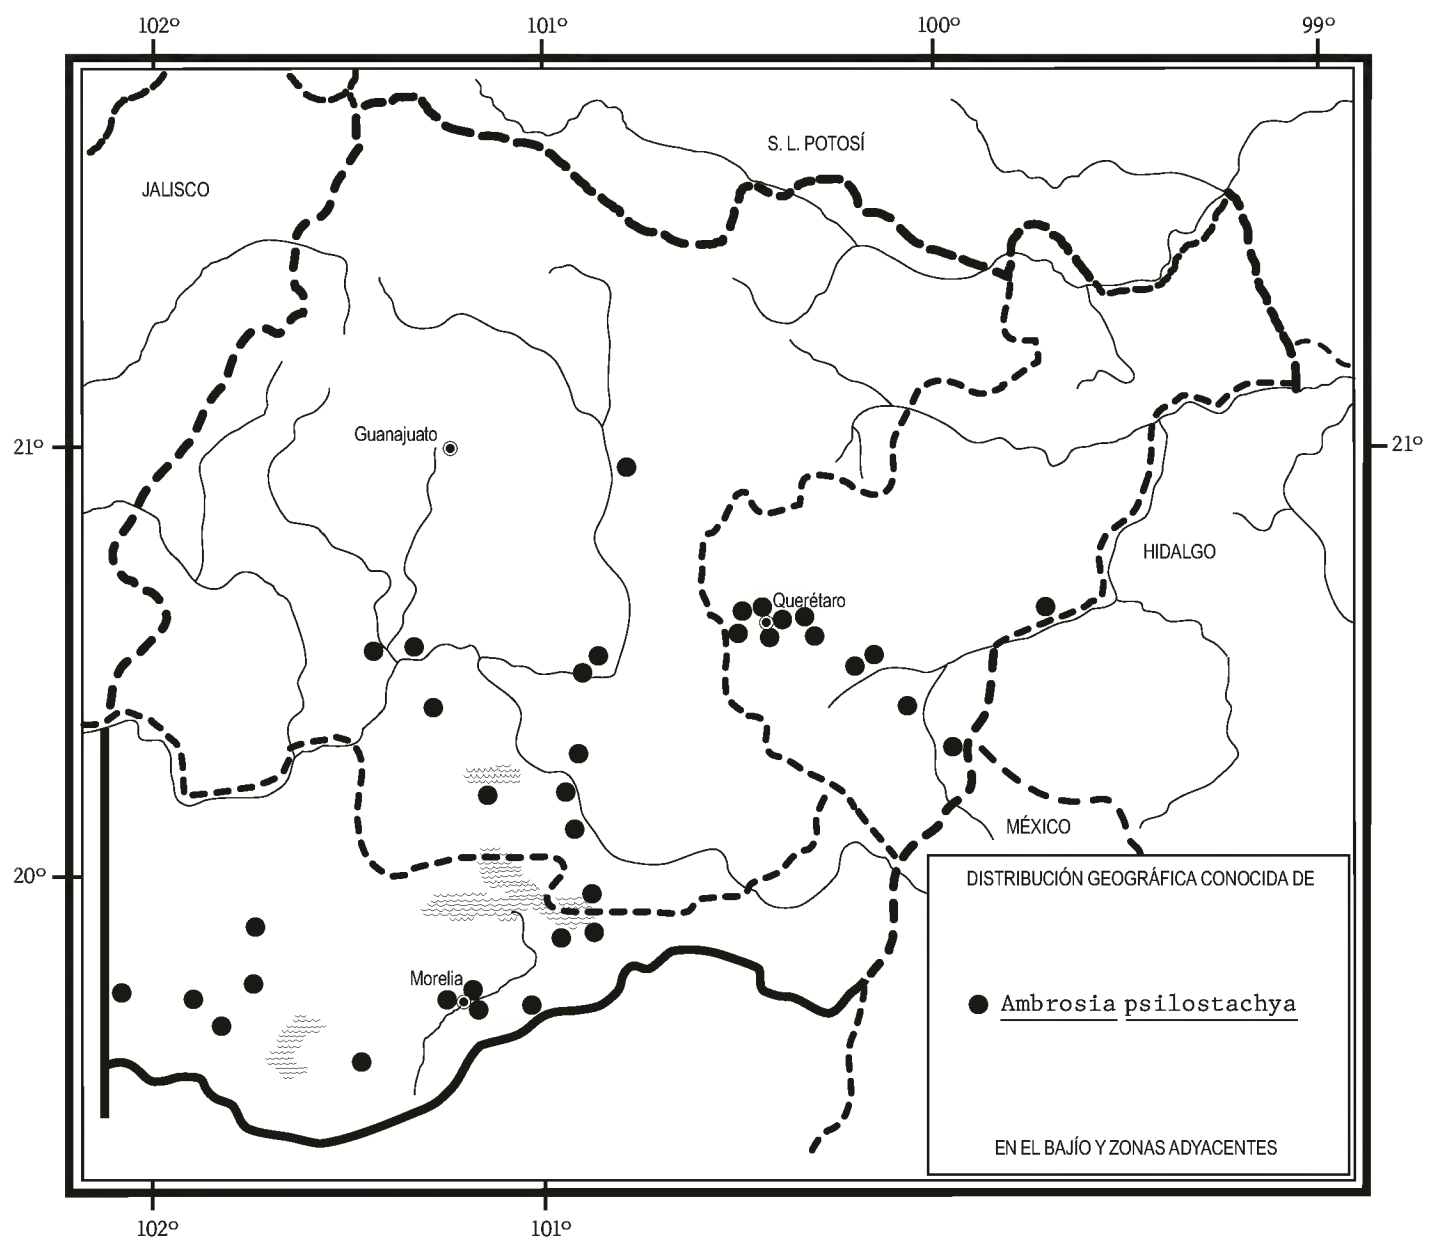 102º 101º 100º 99º
S. L. POTOSÍ
JALISCO
Guanajuato
21º 21º
HIDALGO
Querétaro
MÉXICO
20º
DISTRIBUCIÓN GEOGRÁFICA CONOCIDA DE
Morelia
Ambrosia psilostachya
EN EL BAJÍO Y ZONAS ADYACENTES
102º 101º